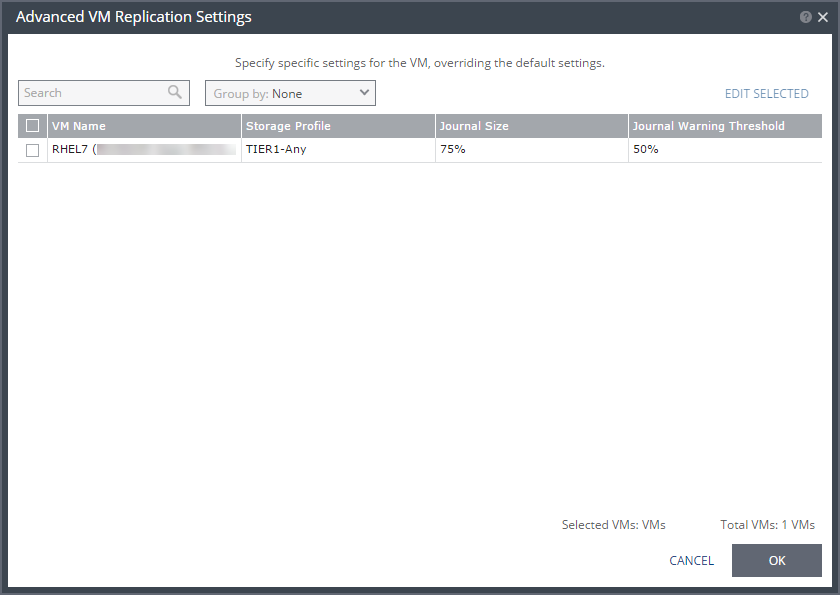 Advanced VM Replication Settings
Specify specific settings for the VM, overriding the default settings.
Search
Group by: None
EDIT SELECTED
VM Name Storage Profile Journal Size Journal Warning Threshold
RHEL7 ( TIER1-Any 75% 50%
Selected VMs: VMs Total VMs: 1 VMs
CANCEL OK